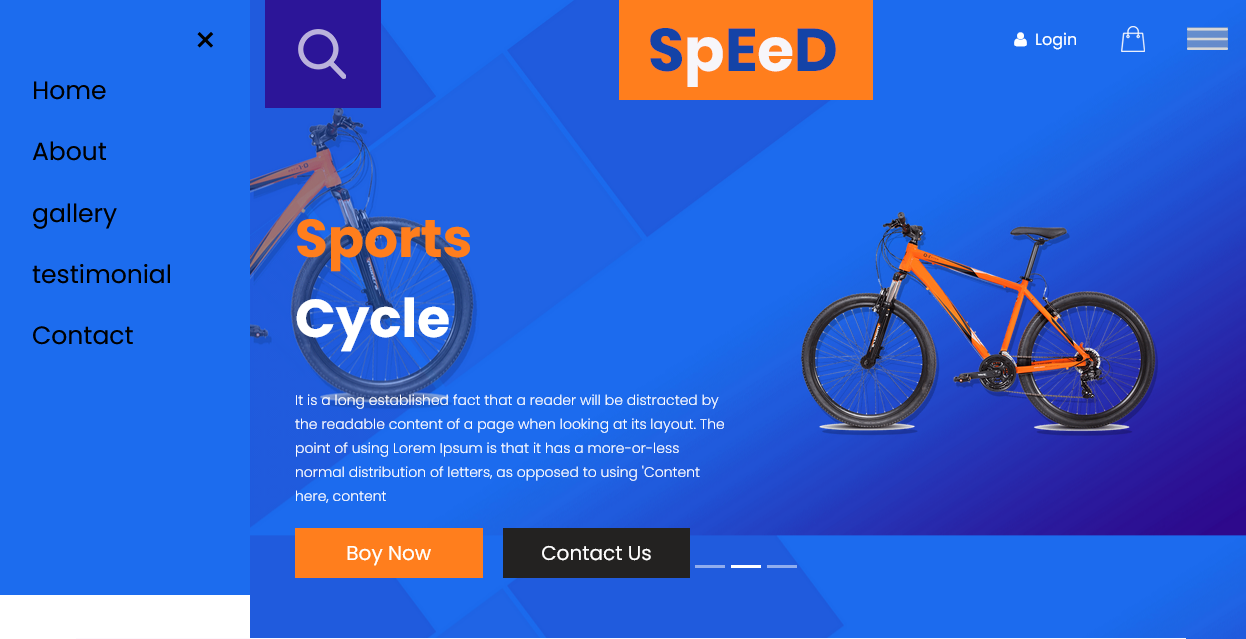 Home
About
gallery
testimonial
Contact
SpEeD
Login
Sports
Cycle
It is a long established fact that a reader will be distracted by
the readable content of a page when looking at its layout. The
point of using Lorem Ipsum is that it has a more-or-less
normal distribution of letters, as opposed to using 'Content
here, content
Boy Now
Contact Us